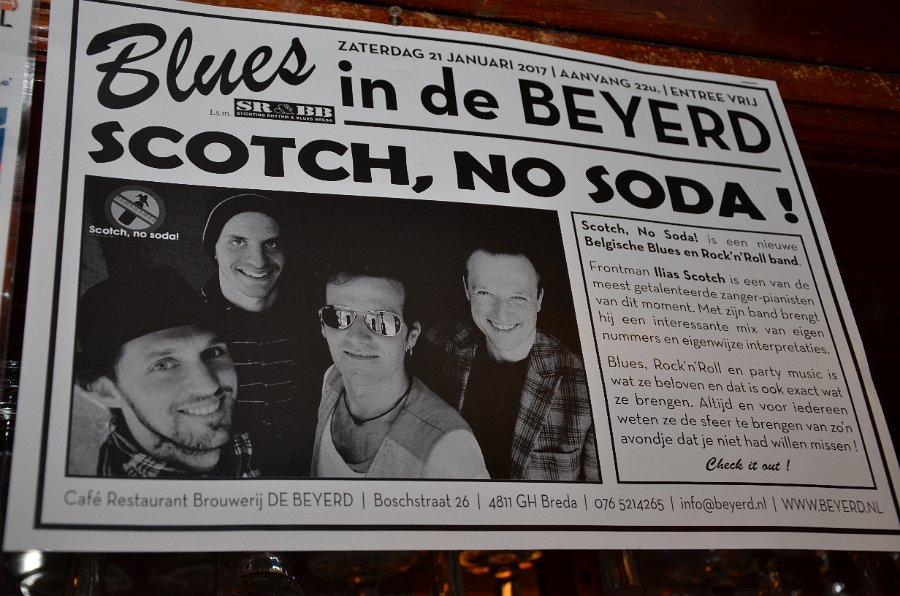 Blues
ZATERDAG 21 JANUARI 2017 | AANVANG 22u. | ENTREE VRIJ
in de BEYERD
I.s.m. SR&BB
STICHTING RHYTHM & BLUES BREDA
SCOTCH, NO SODA !
Scotch, no soda!
Scotch, No Soda! is een nieuwe
Belgische Blues en Rock'n'Roll band.
Frontman Ilias Scotch is een van de
meest getalenteerde zanger-pianisten
van dit moment. Met zijn band brengt
hij een interessante mix van eigen
nummers en eigenwijze interpretaties.
Blues, Rock'n'Roll en party music is
wat ze beloven en dat is ook exact wat
ze brengen. Altijd en voor iedereen
weten ze de sfeer te brengen van zo'n
avondje dat je niet had willen missen !
Check it out !
Café Restaurant Brouwerij DE BEYERD | Boschstraat 26 | 4811 GH Breda | 076 5214265 | info@beyerd.nl | WWW.BEYERD.NL